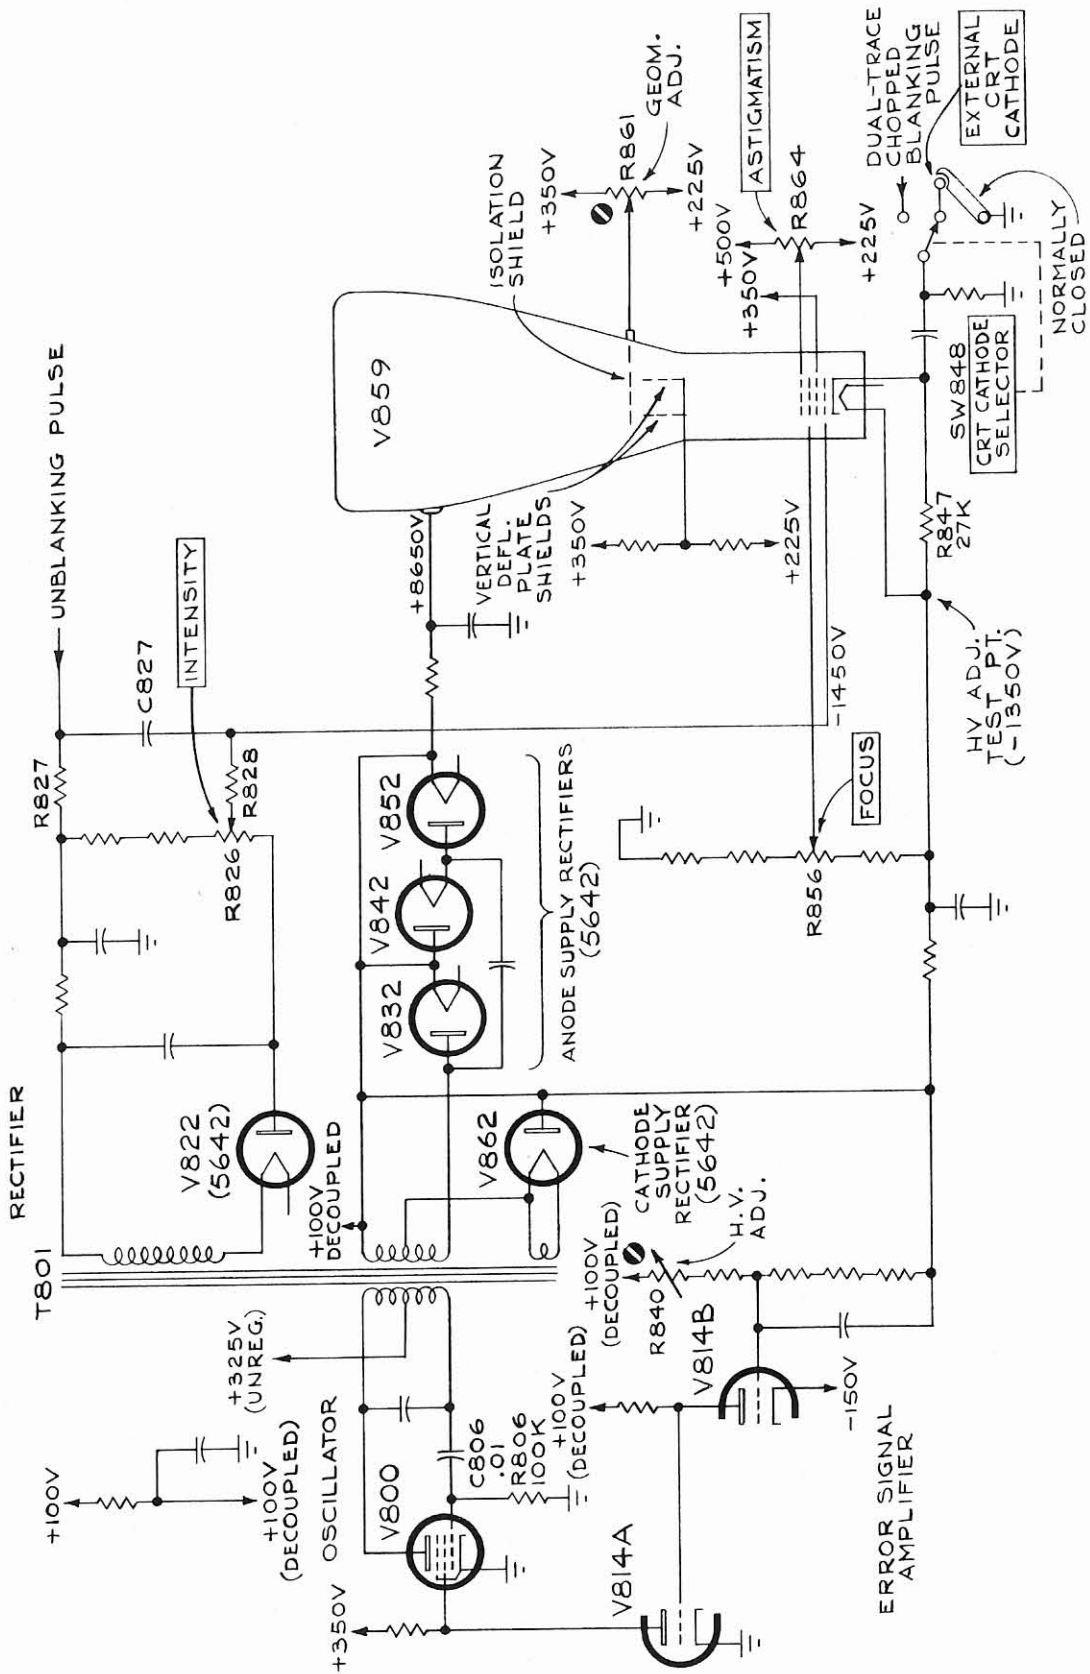 RECTIFIER
T801
V822
(5642)
R827
UNBLANKING PULSE
C827
INTENSITY
R826
R828
+100V
+100V
(DECOUPLED)
+325V
(UNREG.)
OSCILLATOR
+350V
V800
C806
.01
R806
100K
+100V
DECOUPLED
V832
V842
V852
ANODE SUPPLY RECTIFIERS
(5642)
V862
CATHODE
SUPPLY
RECTIFIER
(5642)
+8650V
V859
VERTICAL
DEFL.
PLATE
SHIELDS
ISOLATION
SHIELD
+350V
R861
GEOM.
ADJ.
+225V
+350V
+225V
ASTIGMATISM
+500V
+350V
R864
+225V
DUAL-TRACE
CHOPPED
BLANKING
PULSE
EXTERNAL
CRT
CATHODE
NORMALLY
CLOSED
SW848
CRT CATHODE
SELECTOR
R847
27K
HV ADJ.
TEST PT.
(-1350V)
-1450V
FOCUS
R856
+100V
(DECOUPLED)
R840
H.V.
ADJ.
+100V
(DECOUPLED)
V814B
-150V
V814A
ERROR SIGNAL
AMPLIFIER